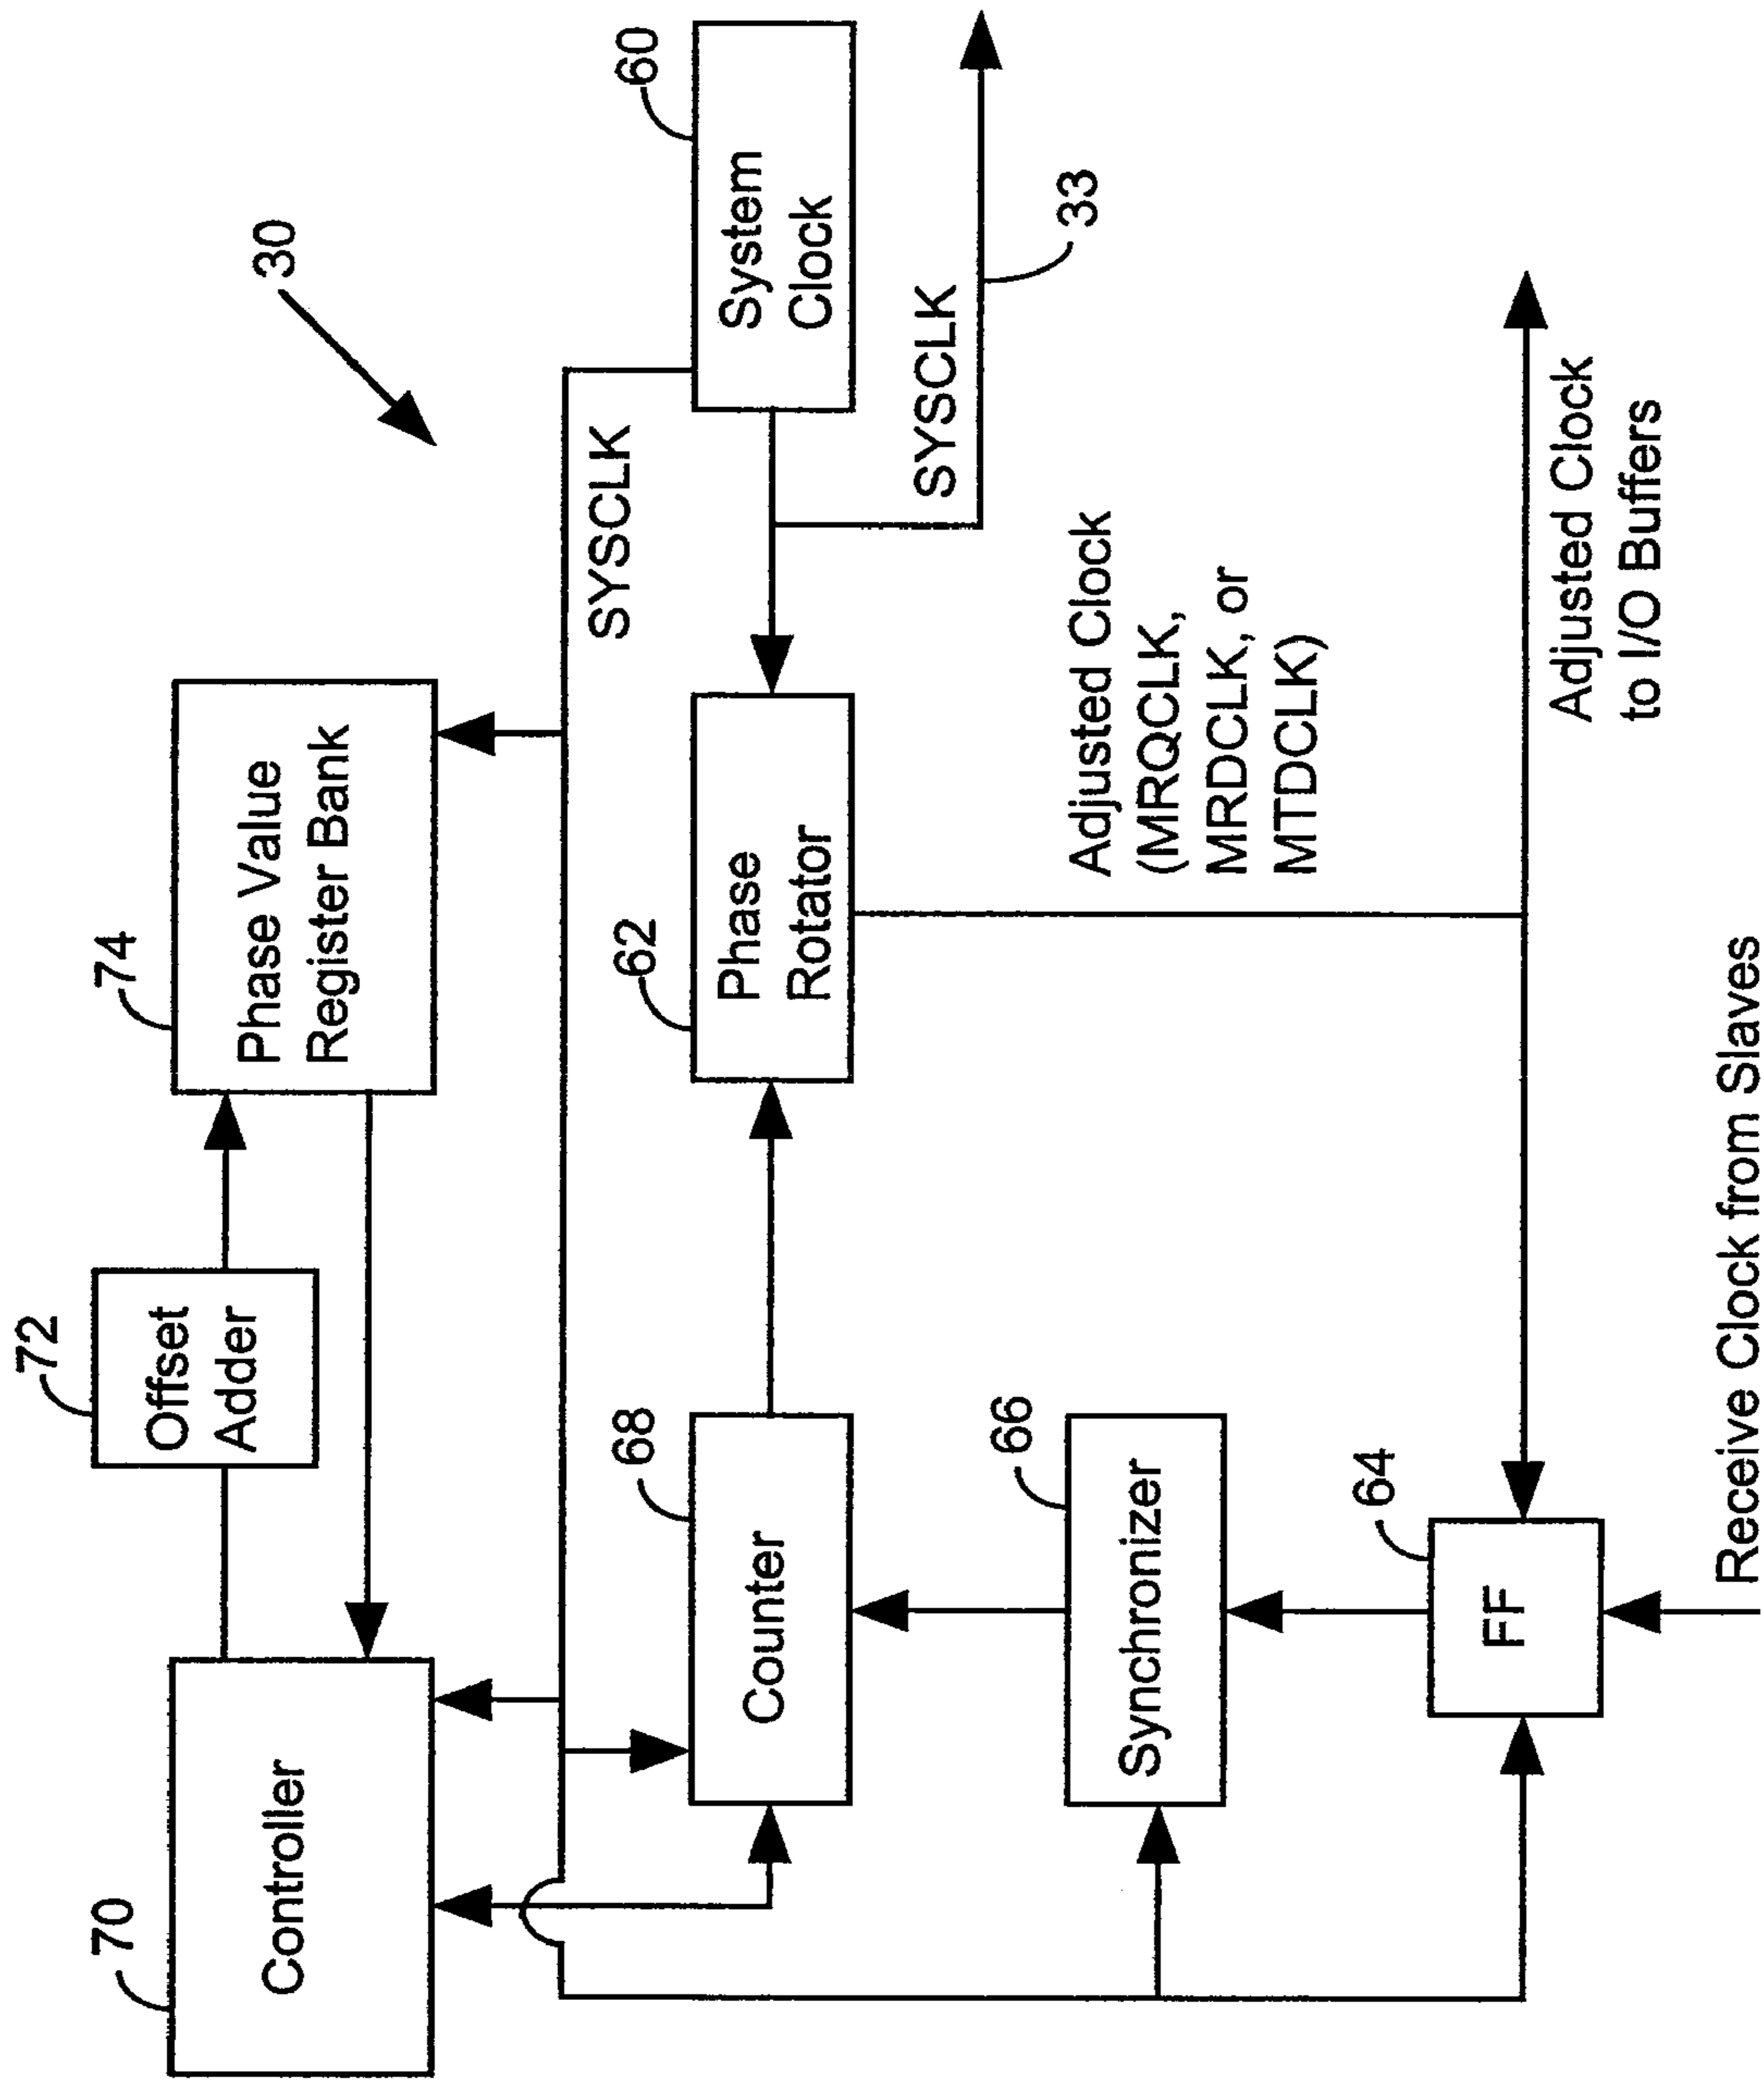 30
70
Controller
72
Offset
Adder
74
Phase Value
Register Bank
SYSCLK
68
Counter
62
Phase
Rotator
60
System
Clock
SYSCLK
33
66
Synchronizer
Adjusted Clock
(MRQCLK,
MRDCLK, or
MTDCLK)
64
FF
Adjusted Clock
to I/O Buffers
Receive Clock from Slaves